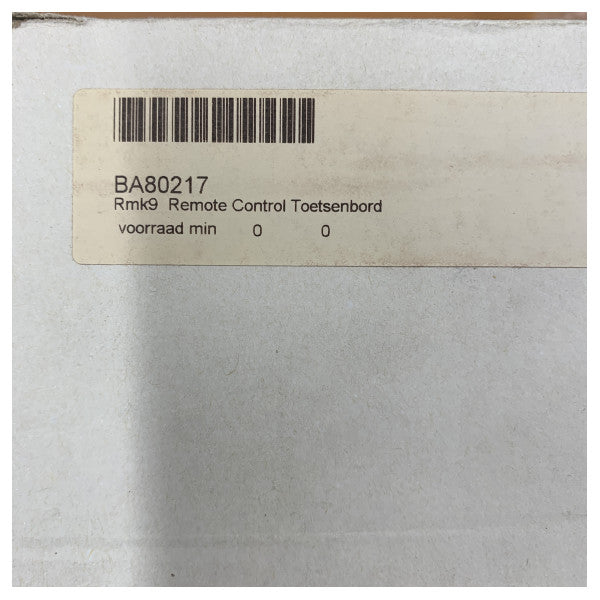 BA80217
Rmk9 Remote Control Toetsenbord
voorraad min 0 0